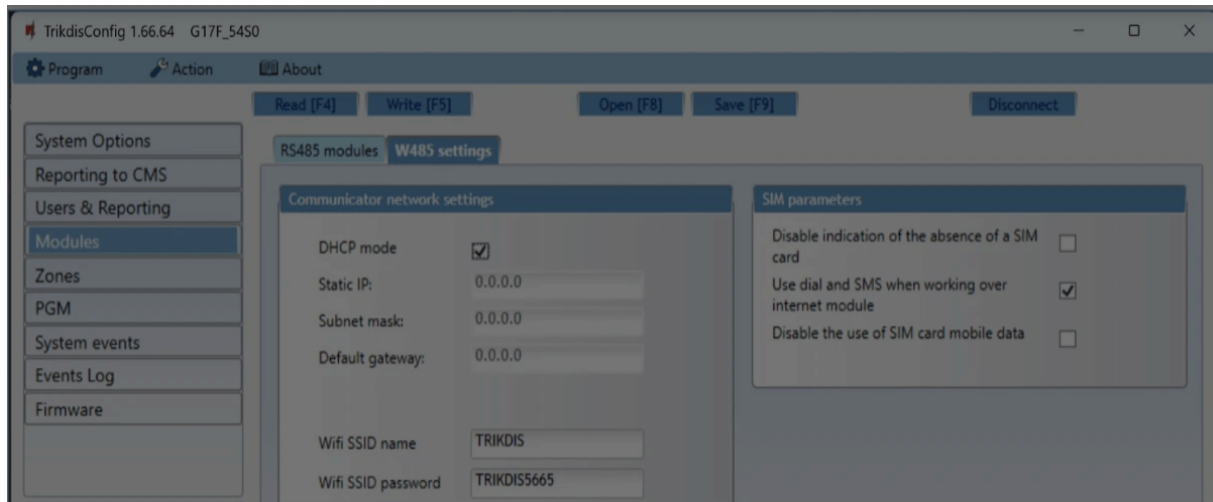 TrikdisConfig 1.66.64 G17F_54S0
Program Action About
Read [F4] Write [F5] Open [F8] Save [F9] Disconnect
System Options
Reporting to CMS
Users & Reporting
Modules
Zones
PGM
System events
Events Log
Firmware
RS485 modules W485 settings
Communicator network settings
DHCP mode
Static IP: 0.0.0.0
Subnet mask: 0.0.0.0
Default gateway: 0.0.0.0
Wifi SSID name TRIKDIS
Wifi SSID password TRIKDIS5665
SIM parameters
Disable indication of the absence of a SIM
card
Use dial and SMS when working over
internet module
Disable the use of SIM card mobile data